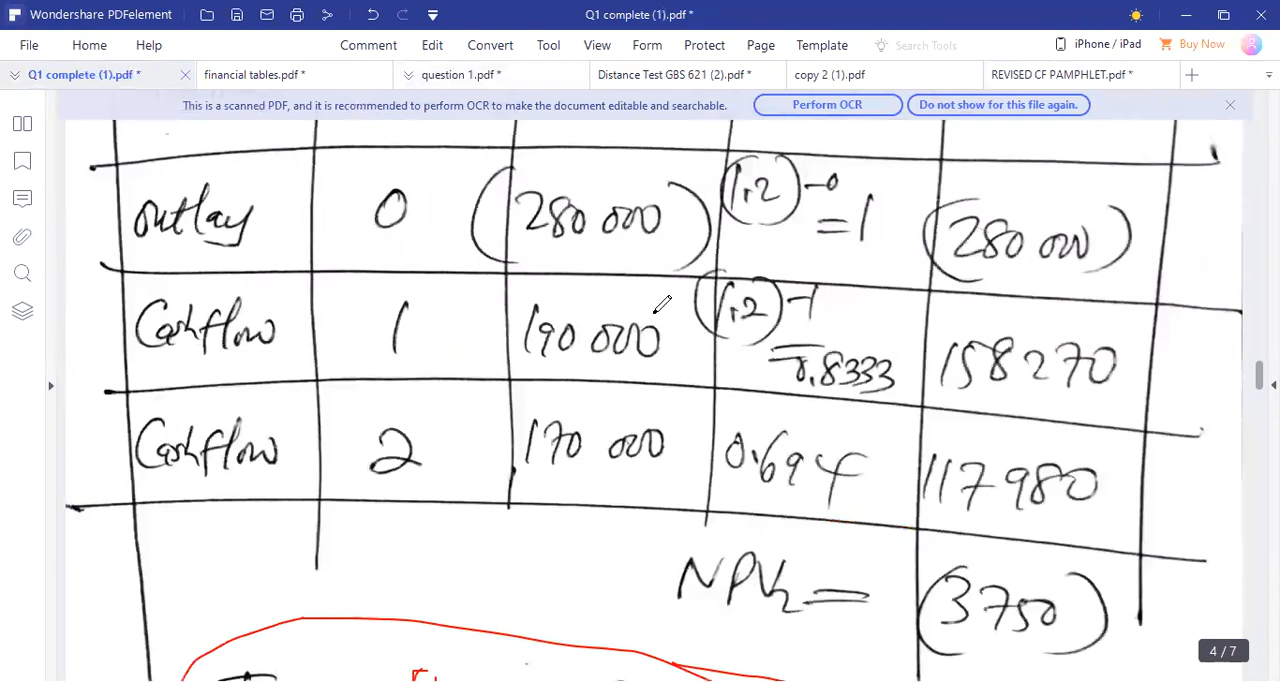 Wondershare PDFelement
Q1 complete (1).pdf *
File Home Help Comment Edit Convert Tool View Form Protect Page Template Search Tools iPhone / iPad Buy Now
Q1 complete (1).pdf * financial tables.pdf * question 1.pdf * Distance Test GBS 621 (2).pdf * copy 2 (1).pdf REVISED CF PAMPHLET.pdf *
This is a scanned PDF, and it is recommended to perform OCR to make the document editable and searchable. Perform OCR Do not show for this file again.
outlay 0 (280 000) (1.2)-0 = 1 (280 000)
Cashflow 1 190 000 (1.2)-1
= 0.8333 158270
Cashflow 2 170 000 0.694 117980
NPV2 = (3750)
4 / 7